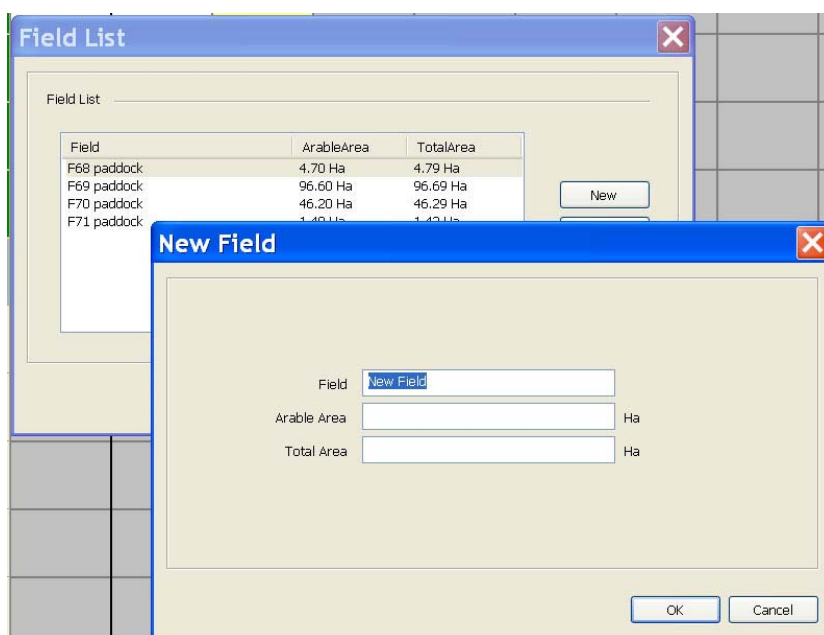 Field List
Field List
Field ArableArea TotalArea
F68 paddock 4.70 Ha 4.79 Ha
F69 paddock 96.60 Ha 96.69 Ha
F70 paddock 46.20 Ha 46.29 Ha
F71 paddock
New
New Field
Field New Field
Arable Area Ha
Total Area Ha
OK Cancel